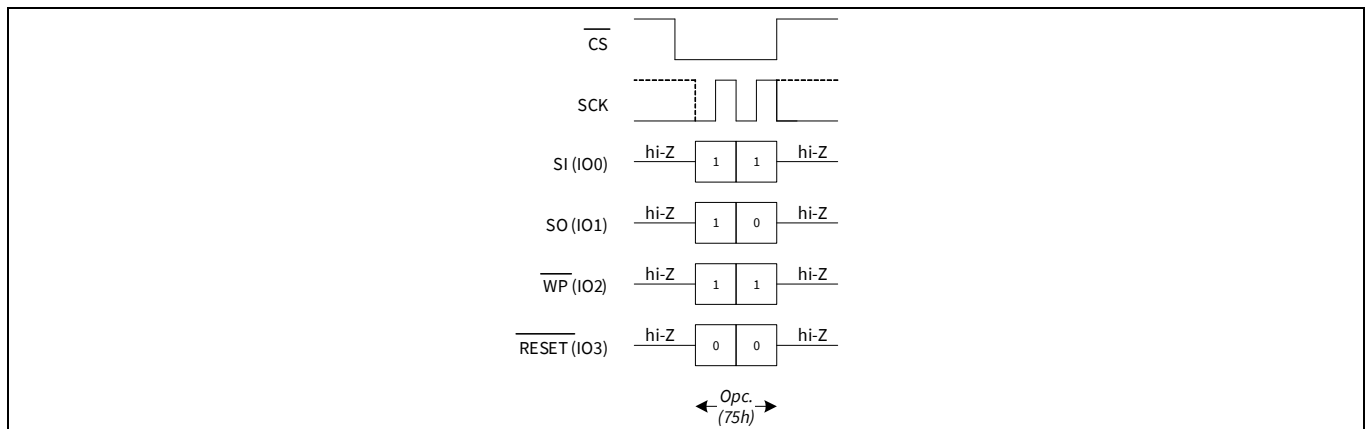 CS
SCK
SI (IO0) hi-Z 1 1 hi-Z
SO (IO1) hi-Z 1 0 hi-Z
WP (IO2) hi-Z 1 1 hi-Z
RESET (IO3) hi-Z 0 0 hi-Z
Opc.
(75h)